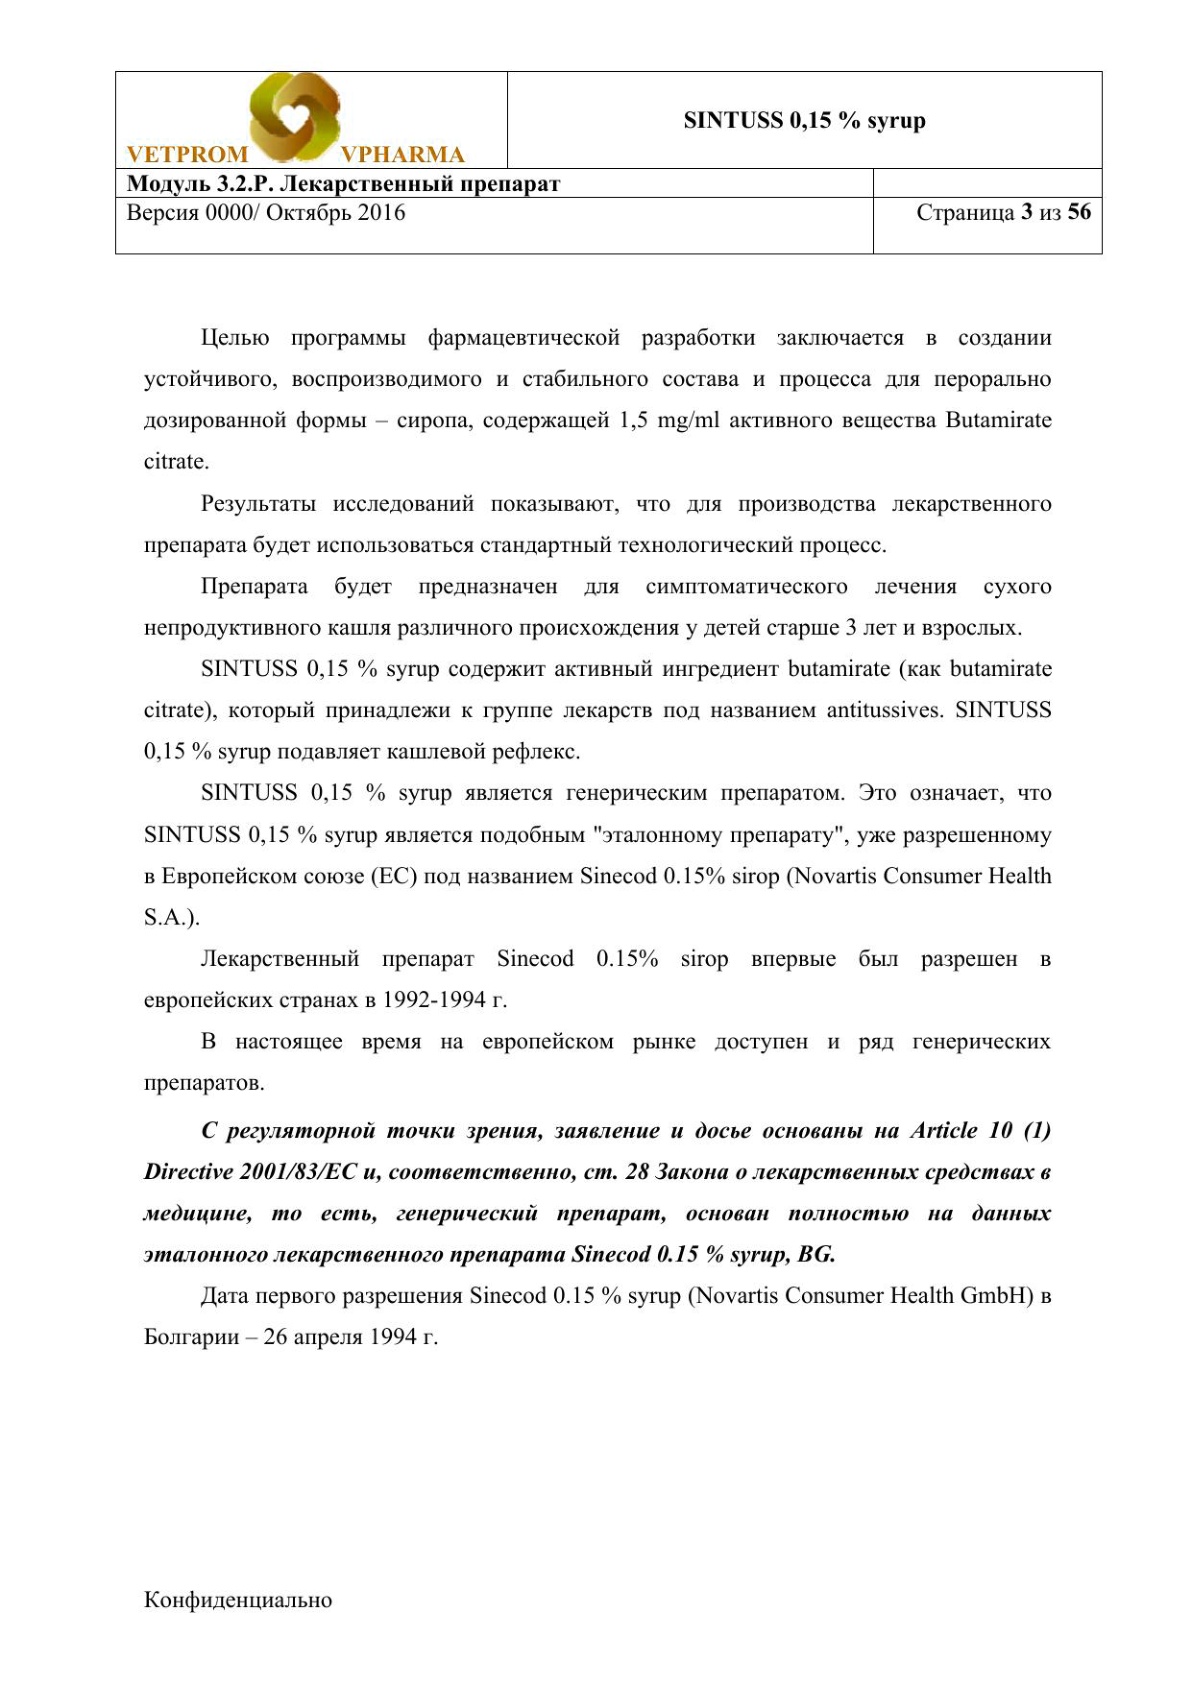 VETPROM VPHARMA
SINTUSS 0,15 % syrup
Модуль 3.2.P. Лекарственный препарат
Версия 0000/ Октябрь 2016
Страница 3 из 56
Целью программы фармацевтической разработки заключается в создании
устойчивого, воспроизводимого и стабильного состава и процесса для перорально
дозированной формы – сиропа, содержащей 1,5 mg/ml активного вещества Butamirate
citrate.
Результаты исследований показывают, что для производства лекарственного
препарата будет использоваться стандартный технологический процесс.
Препарата будет предназначен для симптоматического лечения сухого
непродуктивного кашля различного происхождения у детей старше 3 лет и взрослых.
SINTUSS 0,15 % syrup содержит активный ингредиент butamirate (как butamirate
citrate), который принадлежи к группе лекарств под названием antitussives. SINTUSS
0,15 % syrup подавляет кашлевой рефлекс.
SINTUSS 0,15 % syrup является генерическим препаратом. Это означает, что
SINTUSS 0,15 % syrup является подобным "эталонному препарату", уже разрешенному
в Европейском союзе (ЕС) под названием Sinecod 0.15% sirop (Novartis Consumer Health
S.A.).
Лекарственный препарат Sinecod 0.15% sirop впервые был разрешен в
европейских странах в 1992-1994 г.
В настоящее время на европейском рынке доступен и ряд генерических
препаратов.
С регуляторной точки зрения, заявление и досье основаны на Article 10 (1)
Directive 2001/83/EC и, соответственно, ст. 28 Закона о лекарственных средствах в
медицине, то есть, генерический препарат, основан полностью на данных
эталонного лекарственного препарата Sinecod 0.15 % syrup, BG.
Дата первого разрешения Sinecod 0.15 % syrup (Novartis Consumer Health GmbH) в
Болгарии – 26 апреля 1994 г.
Конфиденциально